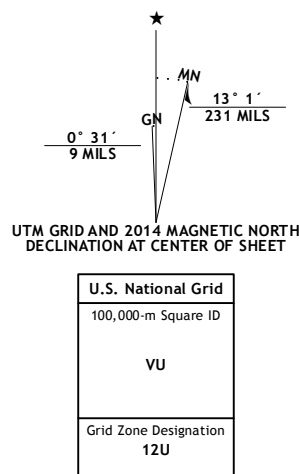 MN
GN
13° 1´
231 MILS
0° 31´
9 MILS
UTM GRID AND 2014 MAGNETIC NORTH
DECLINATION AT CENTER OF SHEET
U.S. National Grid
100,000-m Square ID
VU
Grid Zone Designation
12U